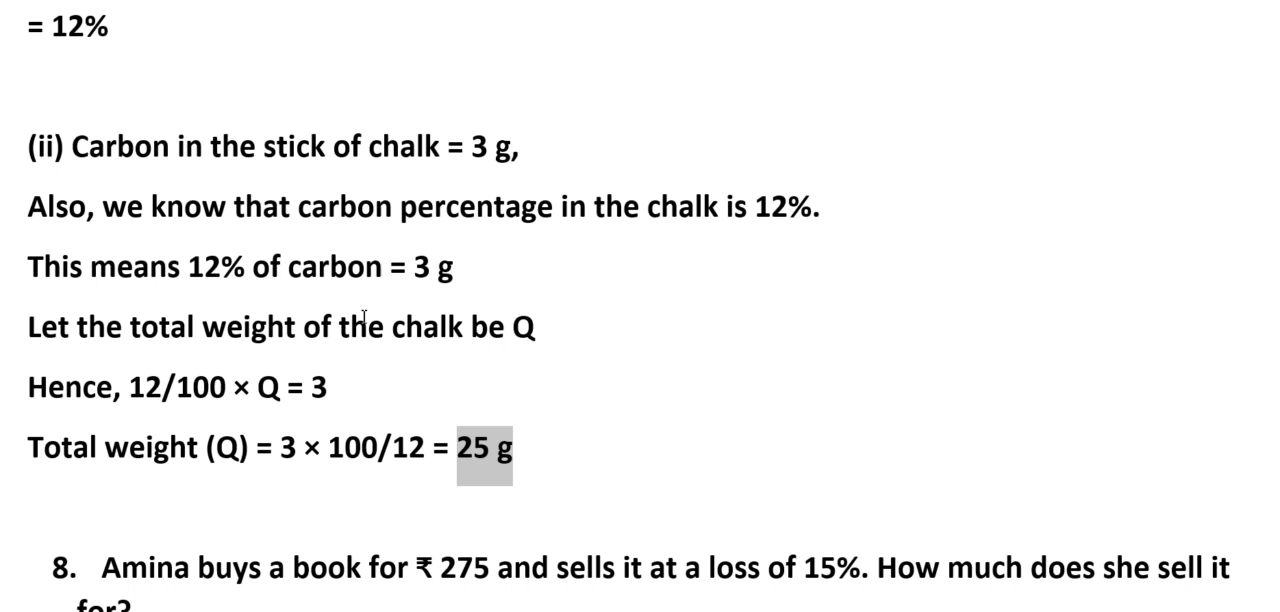 = 12%
(ii) Carbon in the stick of chalk = 3 g,
Also, we know that carbon percentage in the chalk is 12%.
This means 12% of carbon = 3 g
Let the total weight of the chalk be Q
Hence, 12/100 × Q = 3
Total weight (Q) = 3 × 100/12 = 25 g
8. Amina buys a book for ₹ 275 and sells it at a loss of 15%. How much does she sell it
for?